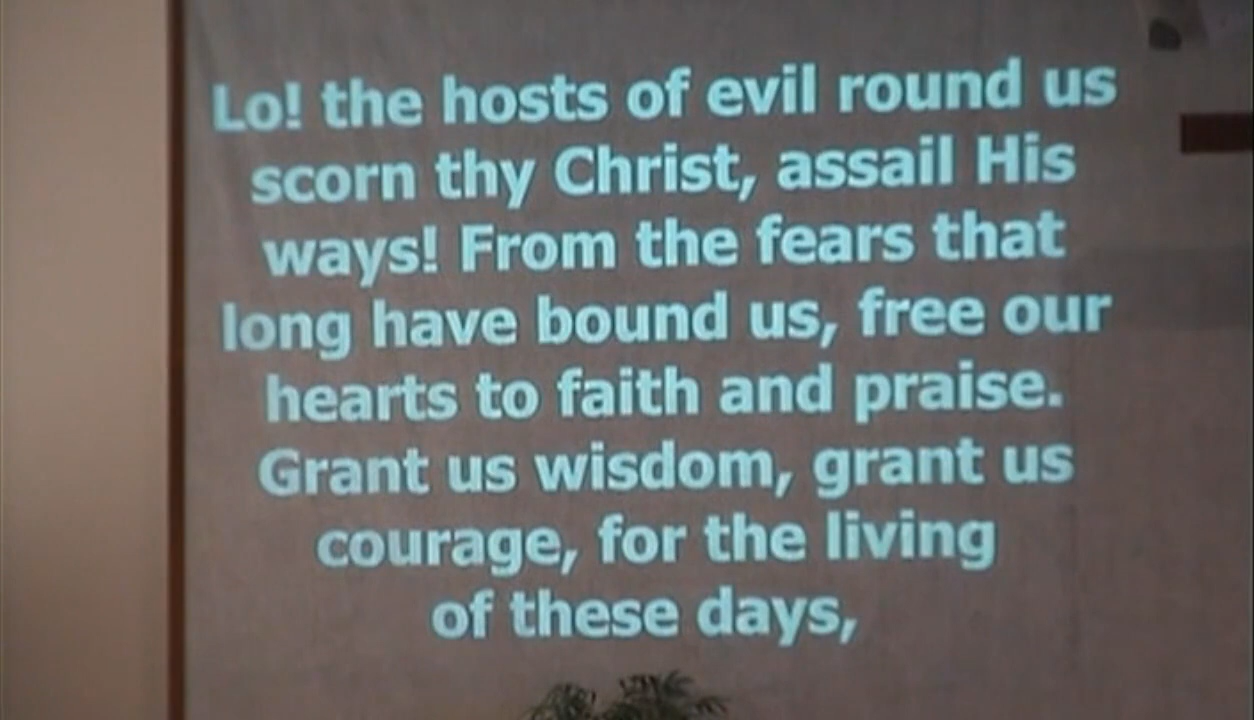 Lo! the hosts of evil round us
scorn thy Christ, assail His
ways! From the fears that
long have bound us, free our
hearts to faith and praise.
Grant us wisdom, grant us
courage, for the living
of these days,